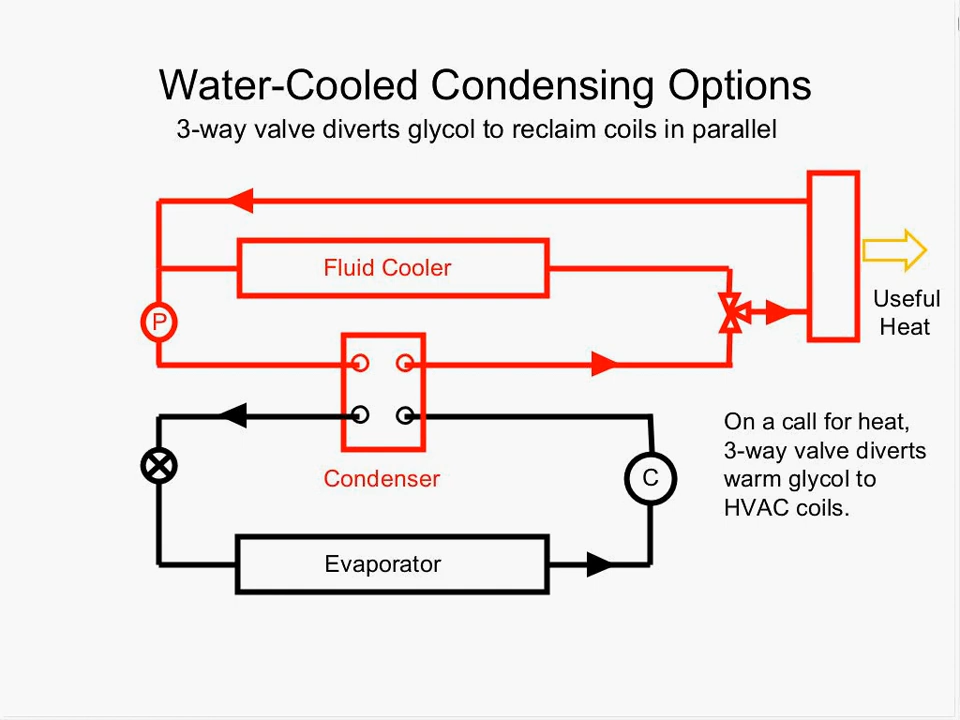 Water-Cooled Condensing Options
3-way valve diverts glycol to reclaim coils in parallel
Fluid Cooler
Useful
Heat
P
On a call for heat,
3-way valve diverts
warm glycol to
HVAC coils.
Condenser
C
Evaporator